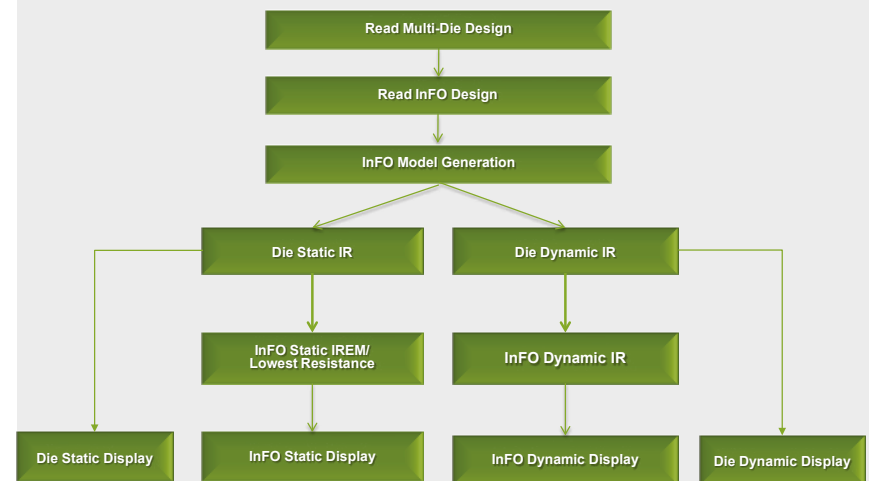 Read Multi-Die Design
Read InFO Design
InFO Model Generation
Die Static IR
Die Dynamic IR
InFO Static IREM/
Lowest Resistance
InFO Dynamic IR
Die Static Display
InFO Static Display
InFO Dynamic Display
Die Dynamic Display